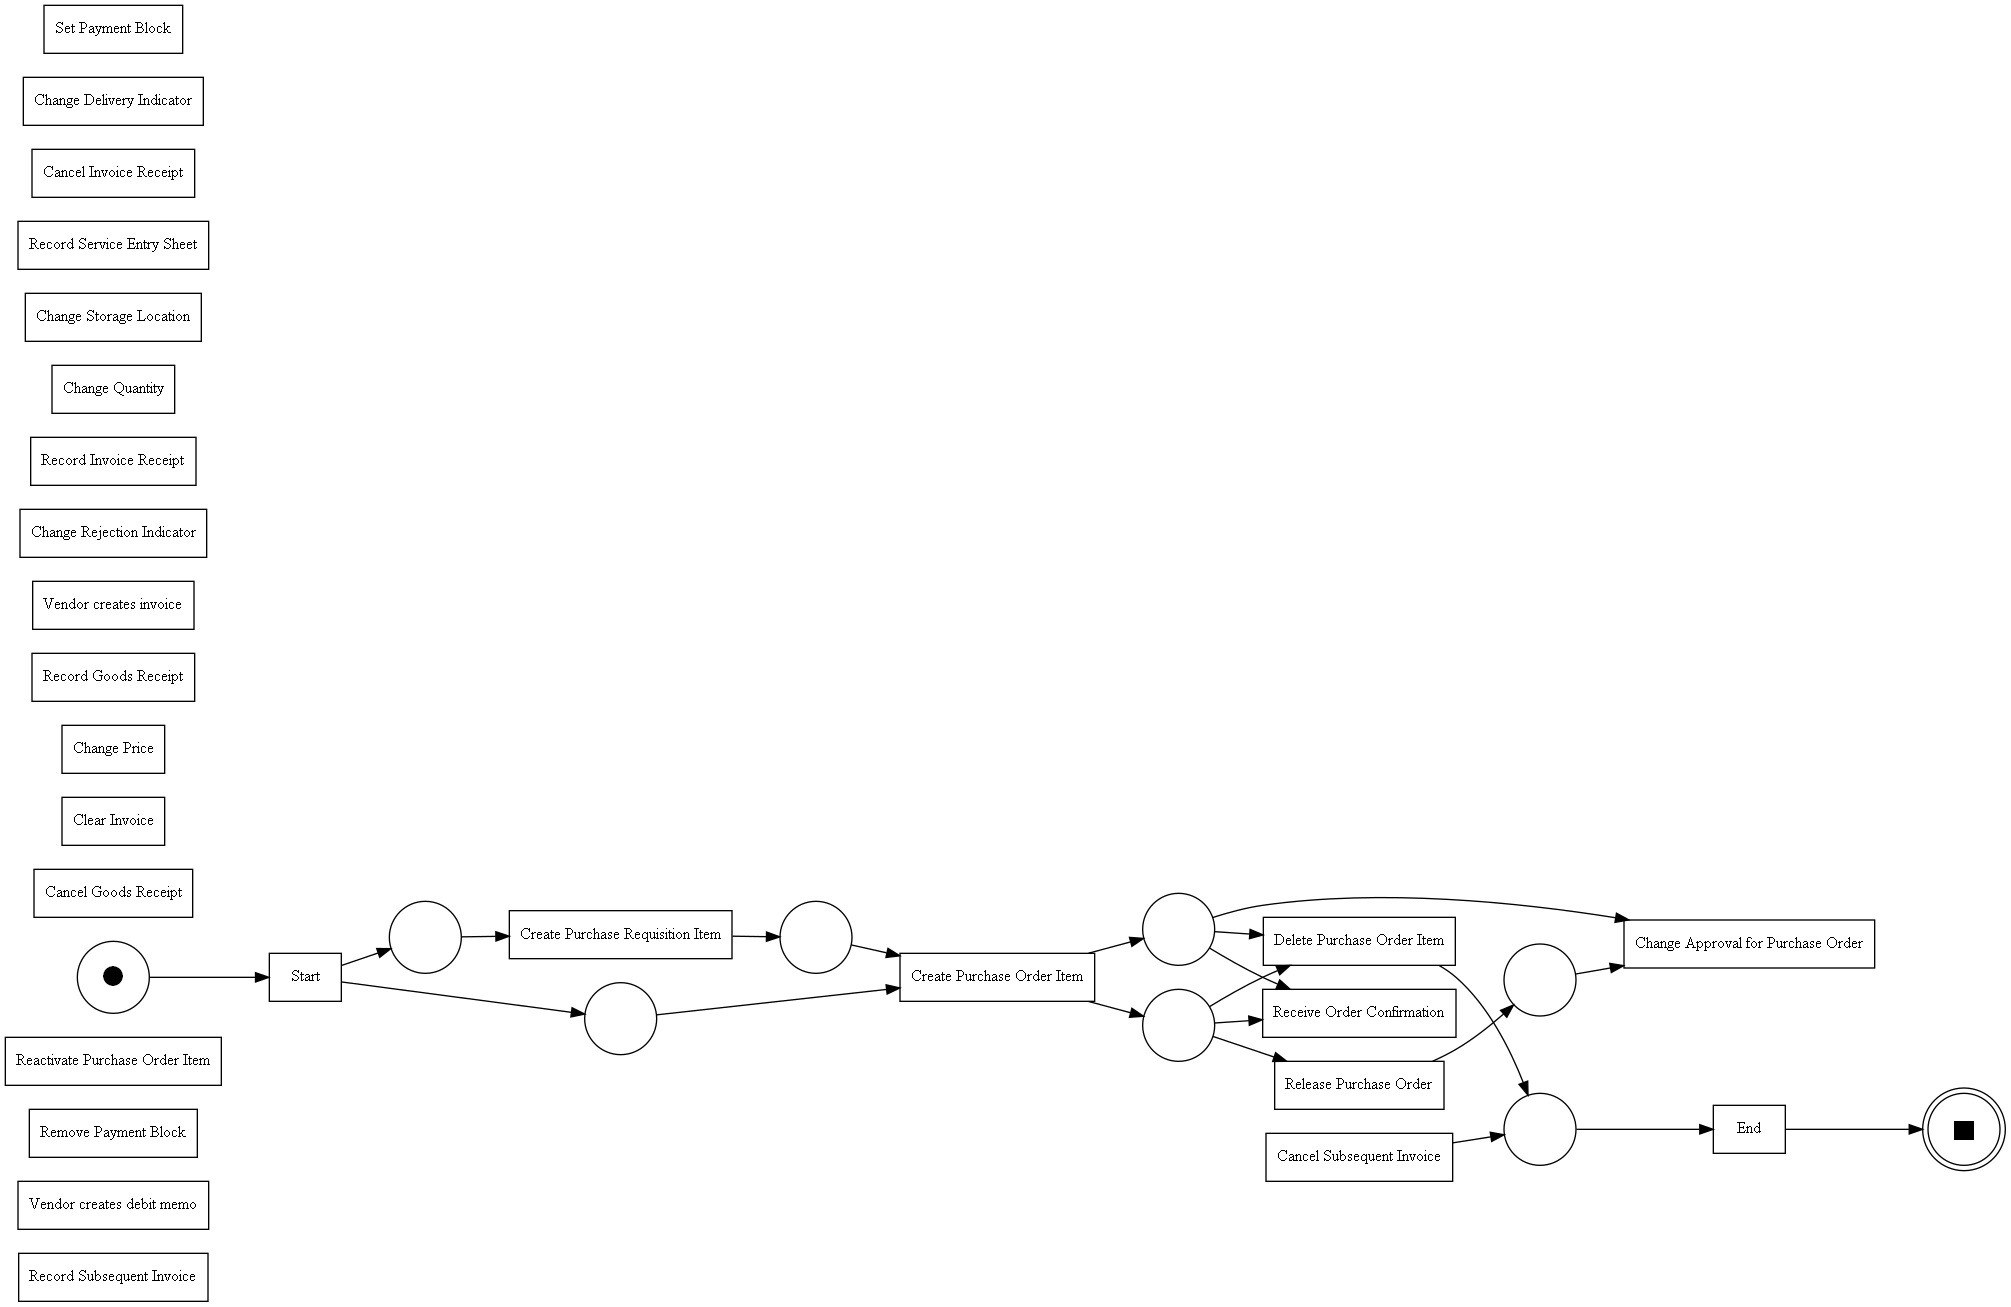 Set Payment Block
Change Delivery Indicator
Cancel Invoice Receipt
Record Service Entry Sheet
Change Storage Location
Change Quantity
Record Invoice Receipt
Change Rejection Indicator
Vendor creates invoice
Record Goods Receipt
Change Price
Clear Invoice
Cancel Goods Receipt
Reactivate Purchase Order Item
Remove Payment Block
Vendor creates debit memo
Record Subsequent Invoice
Start
Create Purchase Requisition Item
Create Purchase Order Item
Delete Purchase Order Item
Receive Order Confirmation
Release Purchase Order
Cancel Subsequent Invoice
Change Approval for Purchase Order
End